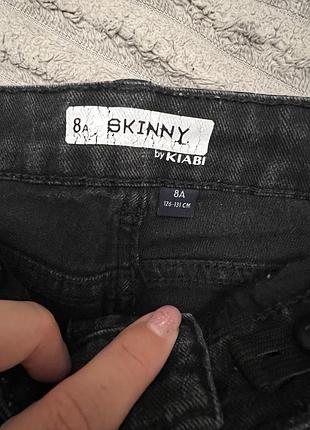 8A SKINNY
by KIABI
8A
126-131 CM